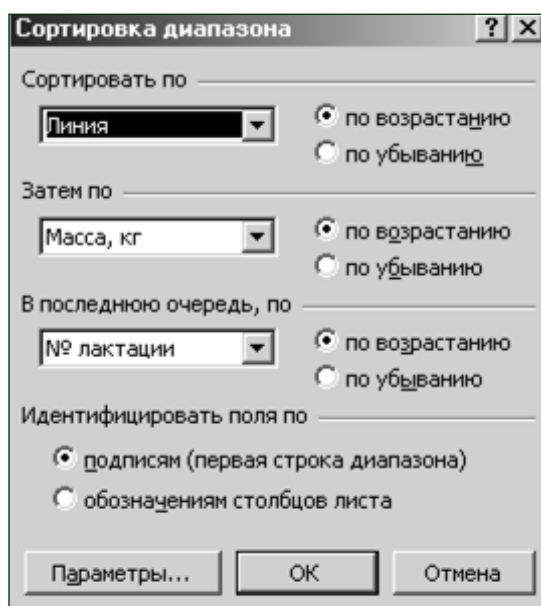 Сортировка диапазона
Сортировать по
Линия
по возрастанию
по убыванию
Затем по
Масса, кг
по возрастанию
по убыванию
В последнюю очередь, по
№ лактации
по возрастанию
по убыванию
Идентифицировать поля по
подписям (первая строка диапазона)
обозначениям столбцов листа
Параметры... ОК Отмена